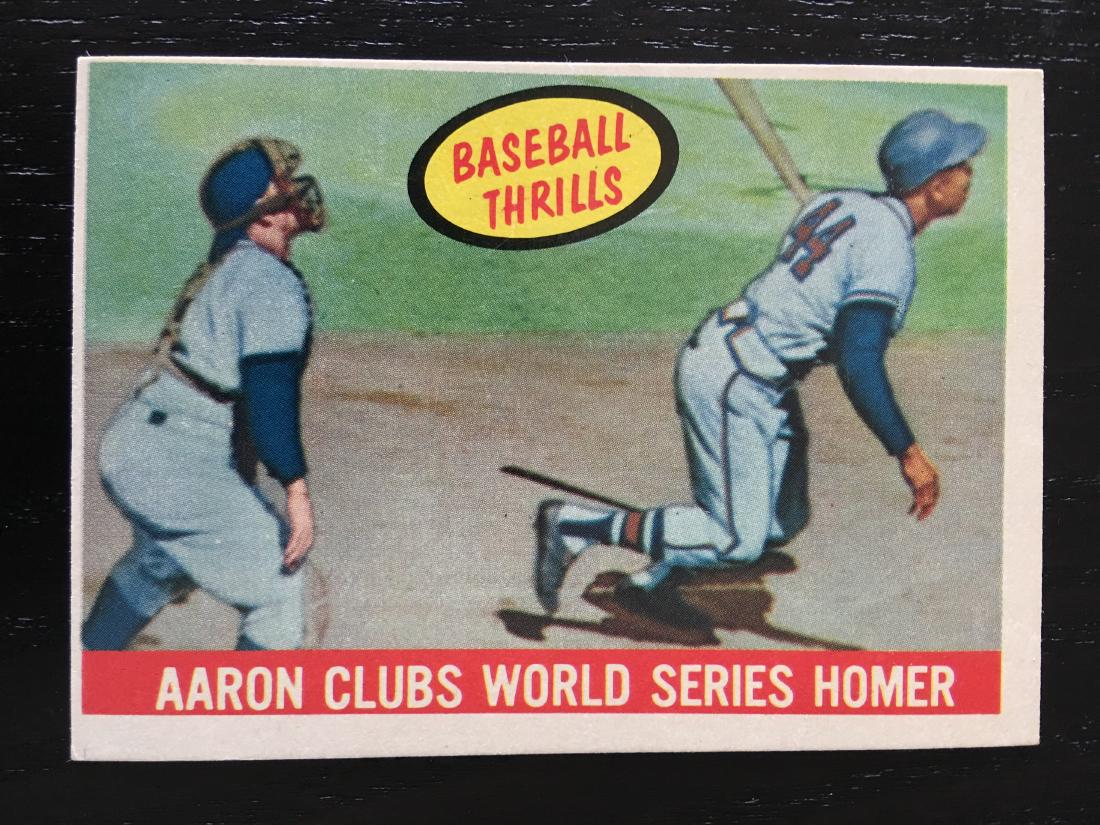 BASEBALL
THRILLS
44
AARON CLUBS WORLD SERIES HOMER